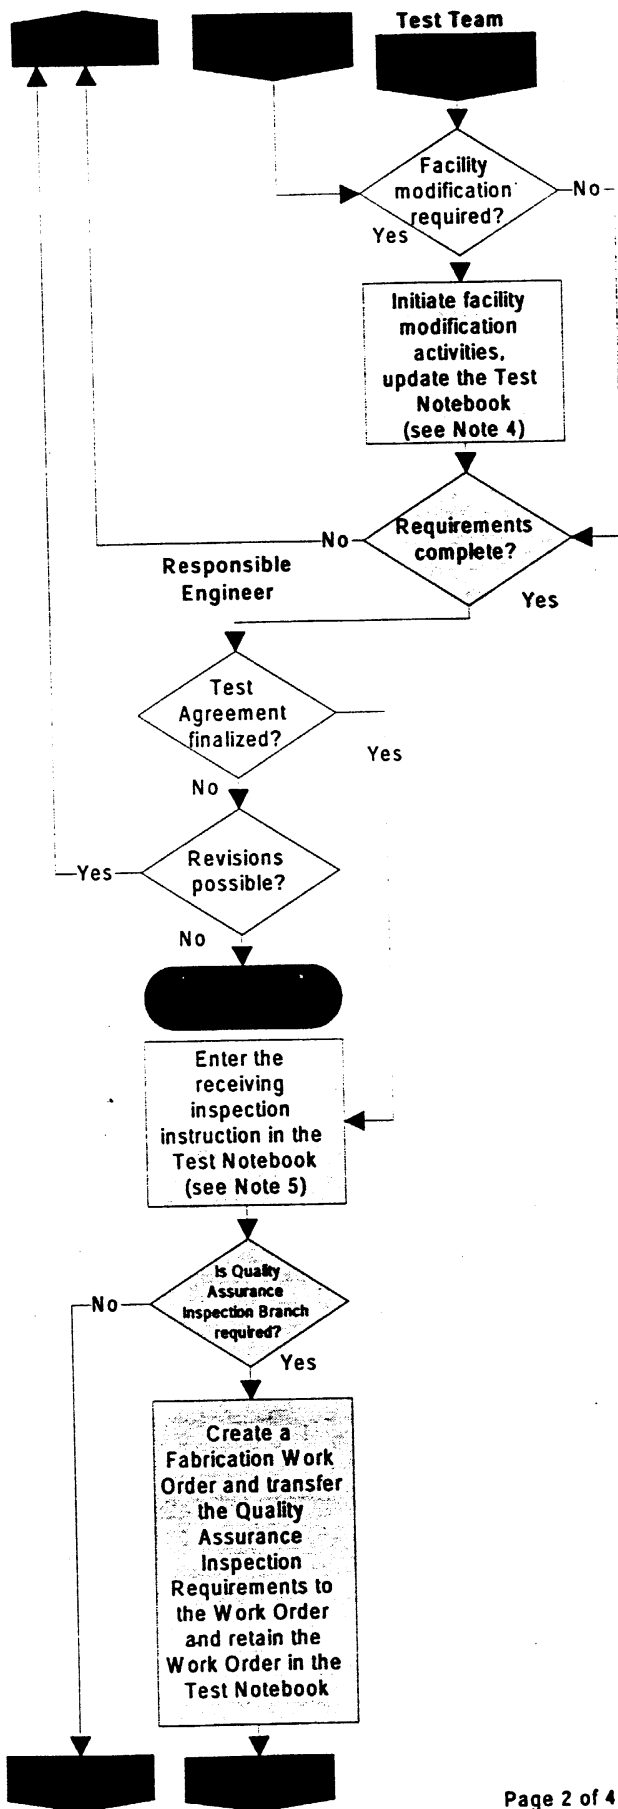 Test Team
Facility
modification
required?
No
Yes
Initiate facility
modification
activities,
update the Test
Notebook
(see Note 4)
Requirements
complete?
No
Yes
Responsible
Engineer
Test
Agreement
finalized?
Yes
No
Revisions
possible?
Yes
No
Enter the
receiving
inspection
instruction in the
Test Notebook
(see Note 5)
Is Quality
Assurance
Inspection Branch
required?
No
Yes
Create a
Fabrication Work
Order and transfer
the Quality
Assurance
Inspection
Requirements to
the Work Order
and retain the
Work Order in the
Test Notebook
Page 2 of 4